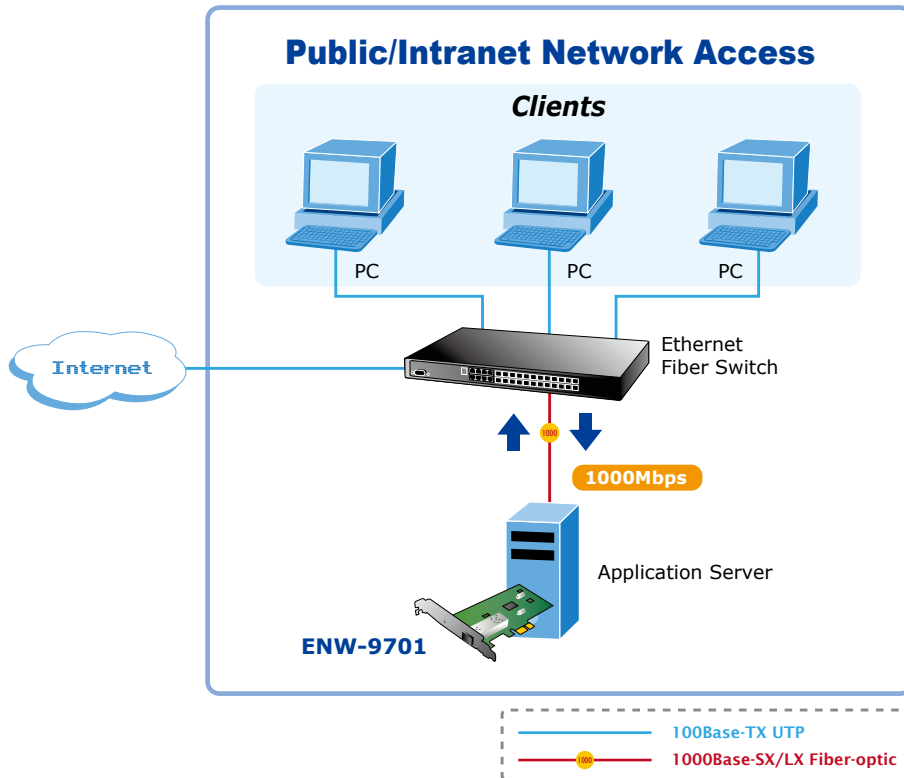 Public/Intranet Network Access
Clients
PC
PC
PC
Internet
Ethernet
Fiber Switch
1000
1000Mbps
Application Server
ENW-9701
100Base-TX UTP
1000
1000Base-SX/LX Fiber-optic